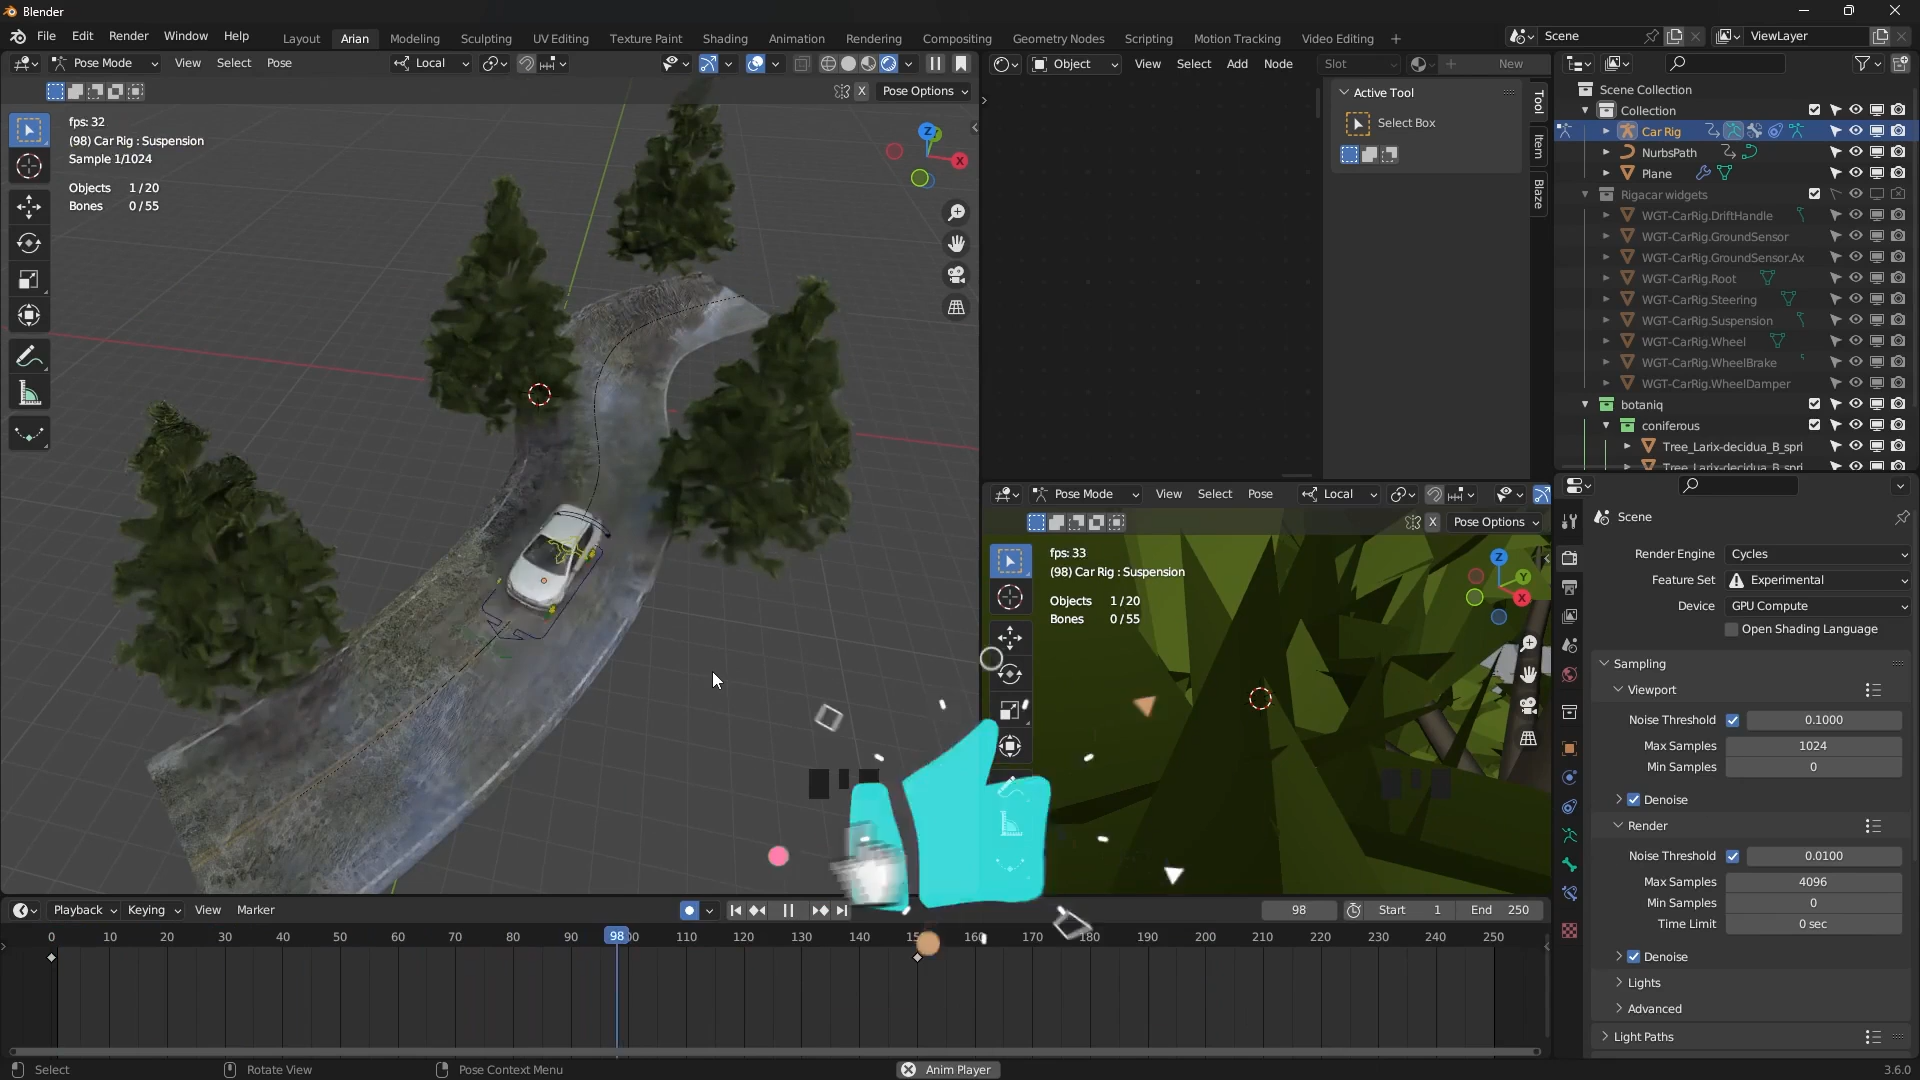 Blender
File Edit Render Window Help
Layout Arian Modeling Sculpting UV Editing Texture Paint Shading Animation Rendering Compositing Geometry Nodes Scripting Motion Tracking Video Editing +
Scene
ViewLayer
Pose Mode View Select Pose Local
X Pose Options
fps: 32
(98) Car Rig : Suspension
Sample 1/1024
Objects 1/20
Bones 0/55
Z
X
Object View Select Add Node Slot New
Active Tool
Select Box
Tool
Item
Blaze
Scene Collection
Collection
Car Rig
NurbsPath
Plane
Rigacar widgets
WGT-CarRig.DriftHandle
WGT-CarRig.GroundSensor
WGT-CarRig.GroundSensor.Ax
WGT-CarRig.Root
WGT-CarRig.Steering
WGT-CarRig.Suspension
WGT-CarRig.Wheel
WGT-CarRig.WheelBrake
WGT-CarRig.WheelDamper
botaniq
coniferous
Tree_Larix-decidua_B_spri
Tree_Larix-decidua_B_spri
Pose Mode View Select Pose Local
X Pose Options
fps: 33
(98) Car Rig : Suspension
Objects 1/20
Bones 0/55
Z
Y
X
Scene
Render Engine Cycles
Feature Set Experimental
Device GPU Compute
Open Shading Language
Sampling
Viewport
Noise Threshold 0.1000
Max Samples 1024
Min Samples 0
Denoise
Render
Noise Threshold 0.0100
Max Samples 4096
Min Samples 0
Time Limit 0 sec
Denoise
Lights
Advanced
Light Paths
Playback Keying View Marker
98 Start 1 End 250
0 10 20 30 40 50 60 70 80 90 98 110 120 130 140 160 170 180 190 200 210 220 230 240 250
Select Rotate View Pose Context Menu Anim Player 3.6.0